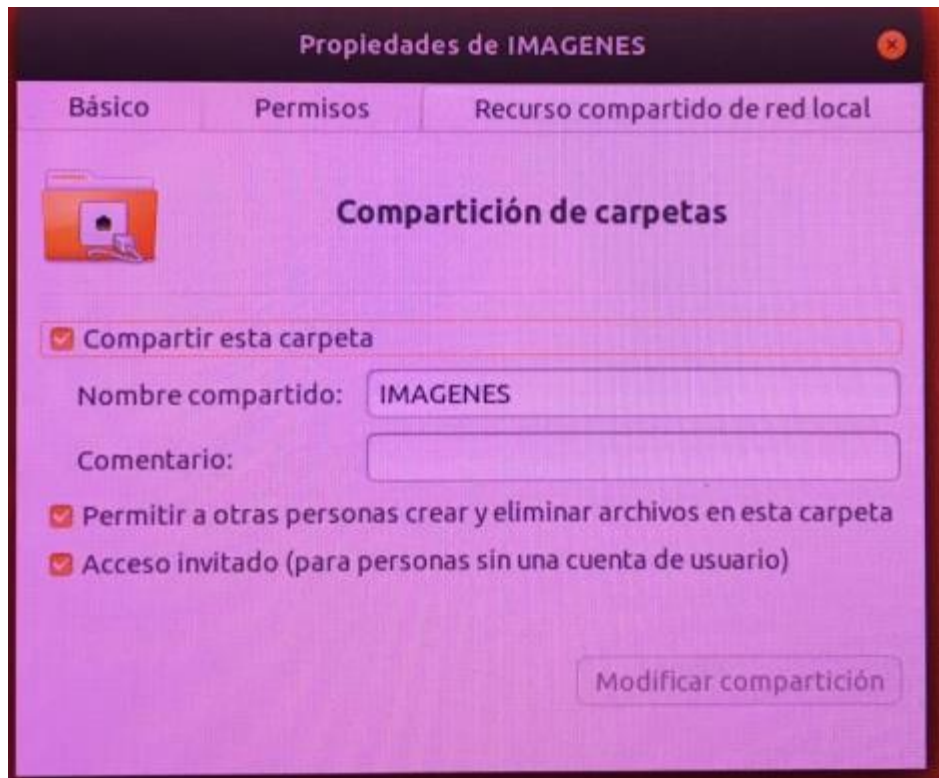 Propiedades de IMAGENES
Básico Permisos Recurso compartido de red local
Compartición de carpetas
Compartir esta carpeta
Nombre compartido: IMAGENES
Comentario:
Permitir a otras personas crear y eliminar archivos en esta carpeta
Acceso invitado (para personas sin una cuenta de usuario)
Modificar compartición